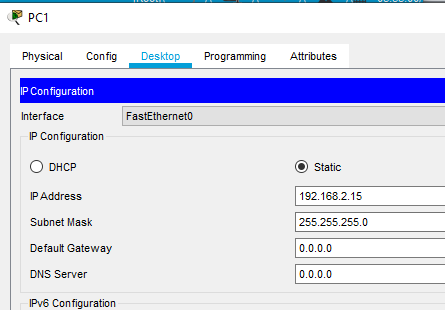 PC1
Physical Config Desktop Programming Attributes
IP Configuration
Interface FastEthernet0
IP Configuration
DHCP Static
IP Address 192.168.2.15
Subnet Mask 255.255.255.0
Default Gateway 0.0.0.0
DNS Server 0.0.0.0
IPv6 Configuration